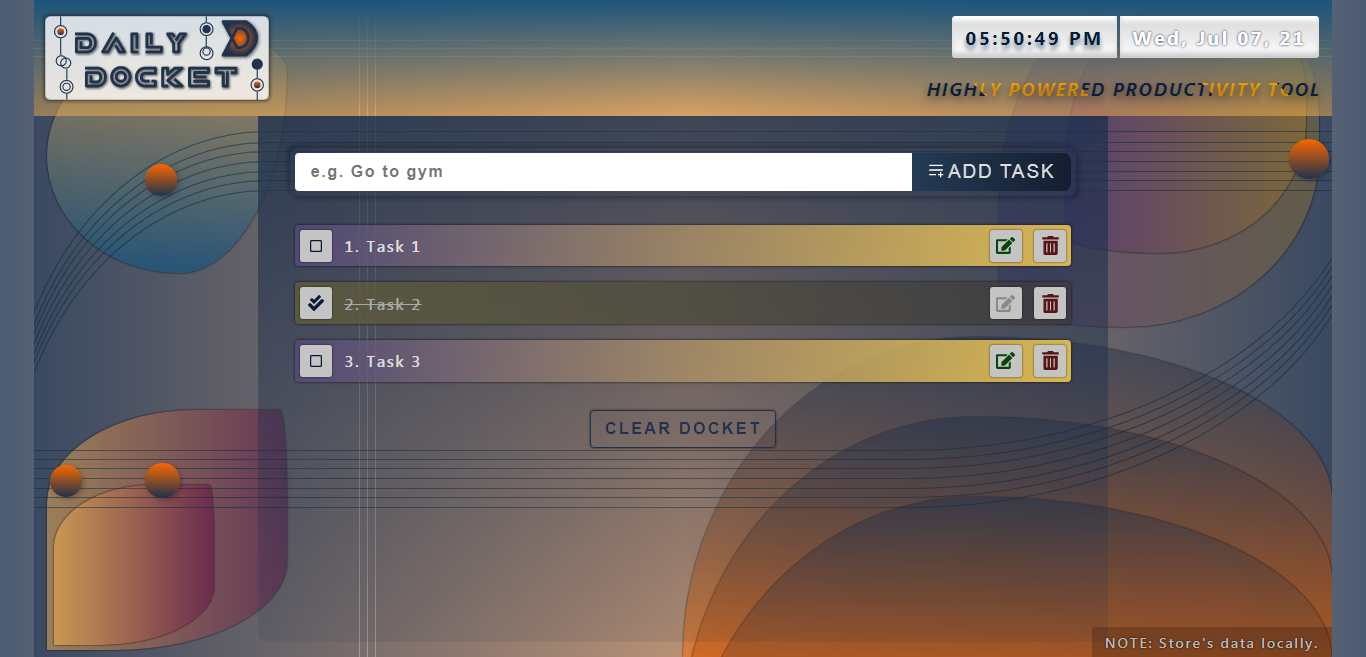 DAILY
DOCKET
05:50:49 PM
Wed, Jul 07, 21
HIGHLY POWERED PRODUCTIVITY TOOL
e.g. Go to gym
ADD TASK
1. Task 1
2. Task 2
3. Task 3
CLEAR DOCKET
NOTE: Store's data locally.